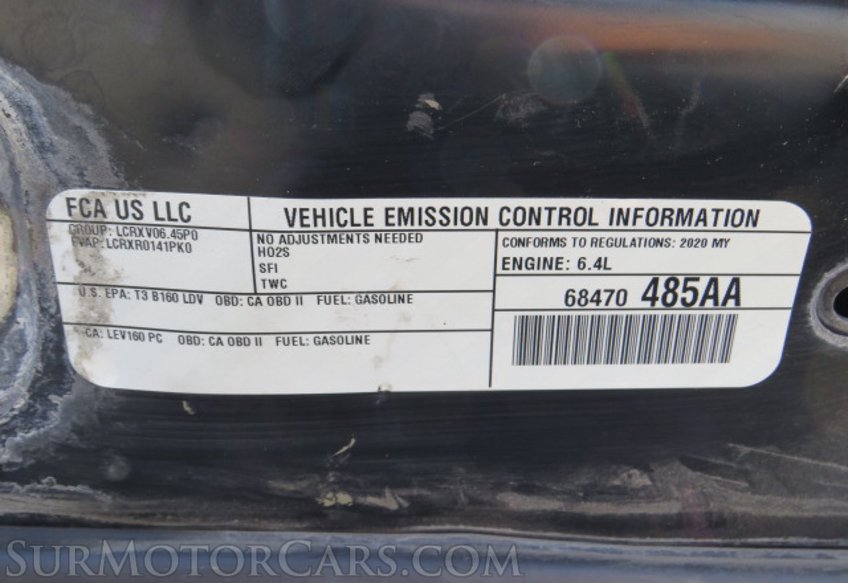 FCA US LLC
VEHICLE EMISSION CONTROL INFORMATION
GROUP: LCRXV06.45P0
EVAP: LCRXR0141PK0
NO ADJUSTMENTS NEEDED
HO2S
SFI
TWC
CONFORMS TO REGULATIONS: 2020 MY
ENGINE: 6.4L
U.S. EPA: T3 B160 LDV OBD: CA OBD II FUEL: GASOLINE
68470 485AA
CA: LEV160 PC OBD: CA OBD II FUEL: GASOLINE
SURMOTORCARS.COM